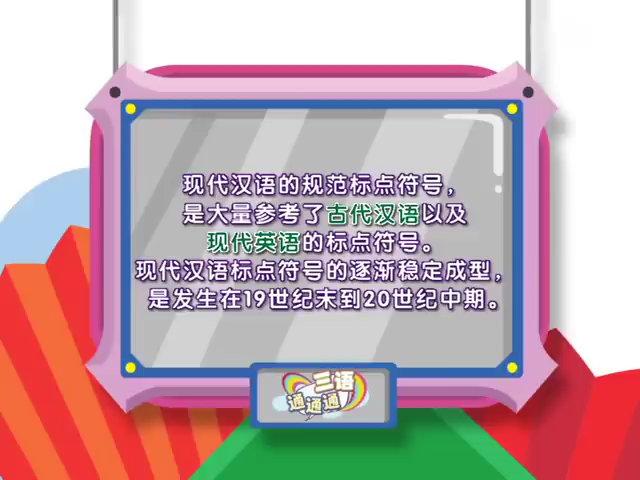 现代汉语的规范标点符号，
是大量参考了古代汉语以及
现代英语的标点符号。
现代汉语标点符号的逐渐稳定成型，
是发生在19世纪末到20世纪中期。
三语
通通通